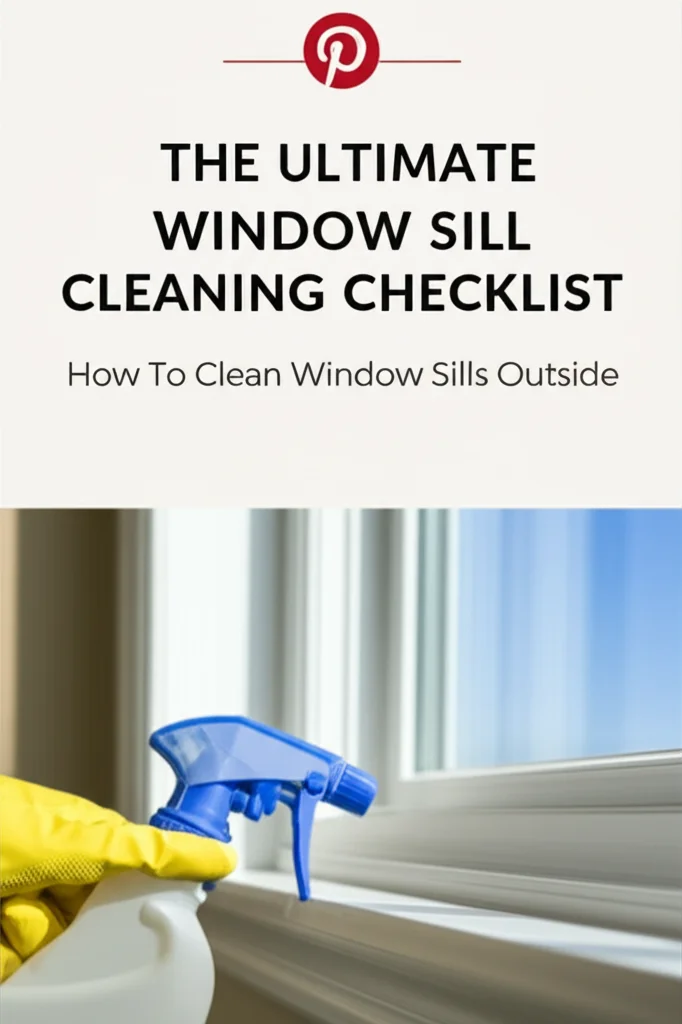 THE ULTIMATE
WINDOW SILL
CLEANING CHECKLIST
How To Clean Window Sills Outside